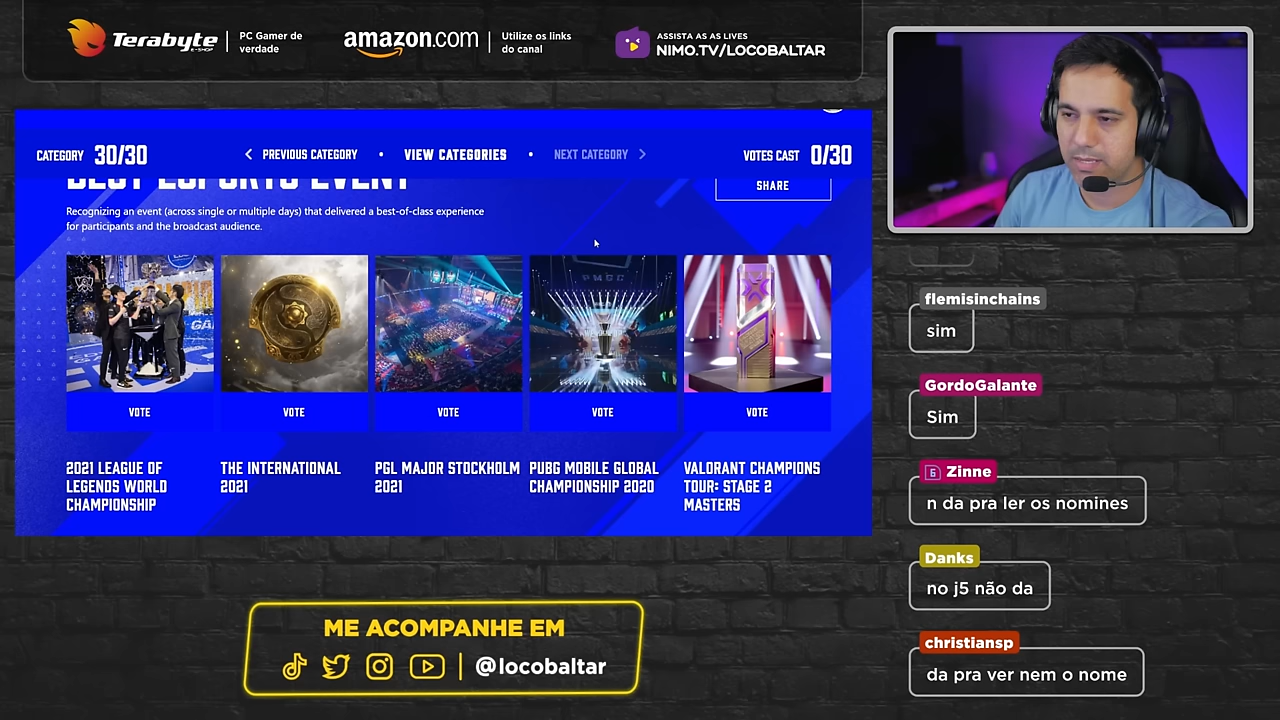 Terabyte
E-SHOP
PC Gamer de
verdade
amazon.com
Utilize os links
do canal
ASSISTA AS AS LIVES
NIMO.TV/LOCOBALTAR
CATEGORY 30/30
PREVIOUS CATEGORY • VIEW CATEGORIES • NEXT CATEGORY
VOTES CAST 0/30
BEST ESPORTS EVENT
SHARE
Recognizing an event (across single or multiple days) that delivered a best-of-class experience
for participants and the broadcast audience.
PMGC
VOTE
VOTE
VOTE
VOTE
VOTE
2021 LEAGUE OF
LEGENDS WORLD
CHAMPIONSHIP
THE INTERNATIONAL
2021
PGL MAJOR STOCKHOLM
2021
PUBG MOBILE GLOBAL
CHAMPIONSHIP 2020
VALORANT CHAMPIONS
TOUR: STAGE 2
MASTERS
flemisinchains
sim
GordoGalante
Sim
Zinne
n da pra ler os nomines
Danks
no j5 não da
christiansp
da pra ver nem o nome
ME ACOMPANHE EM
@locobaltar